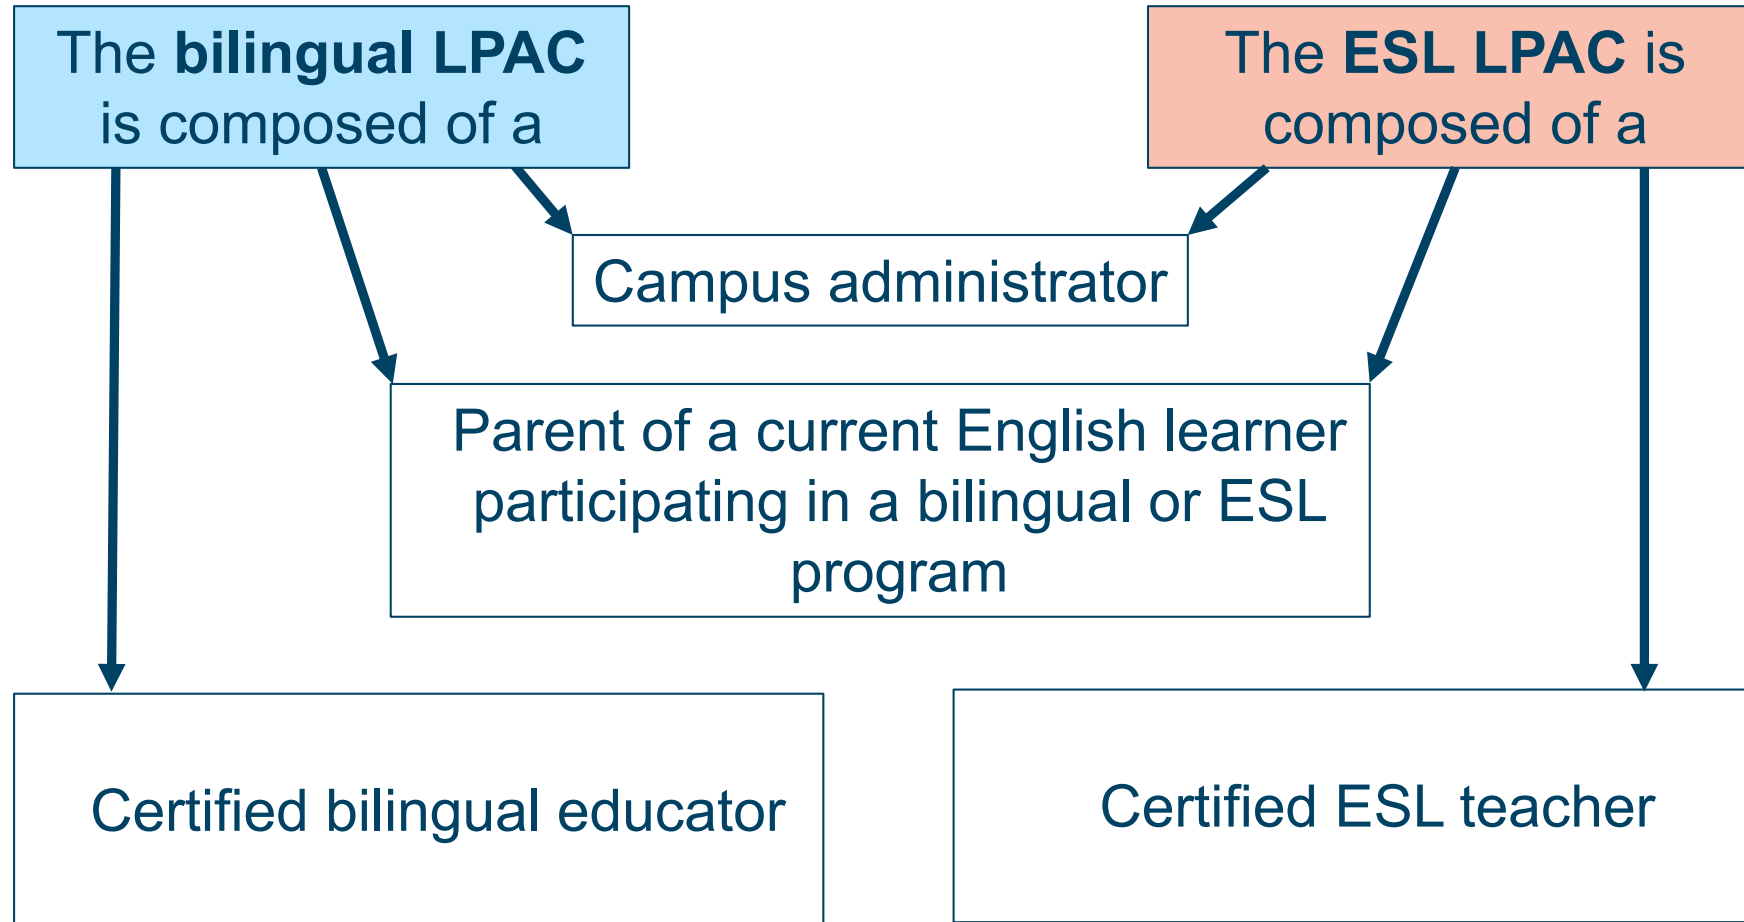 The bilingual LPAC
is composed of a
The ESL LPAC is
composed of a
Campus administrator
Parent of a current English learner
participating in a bilingual or ESL
program
Certified bilingual educator
Certified ESL teacher